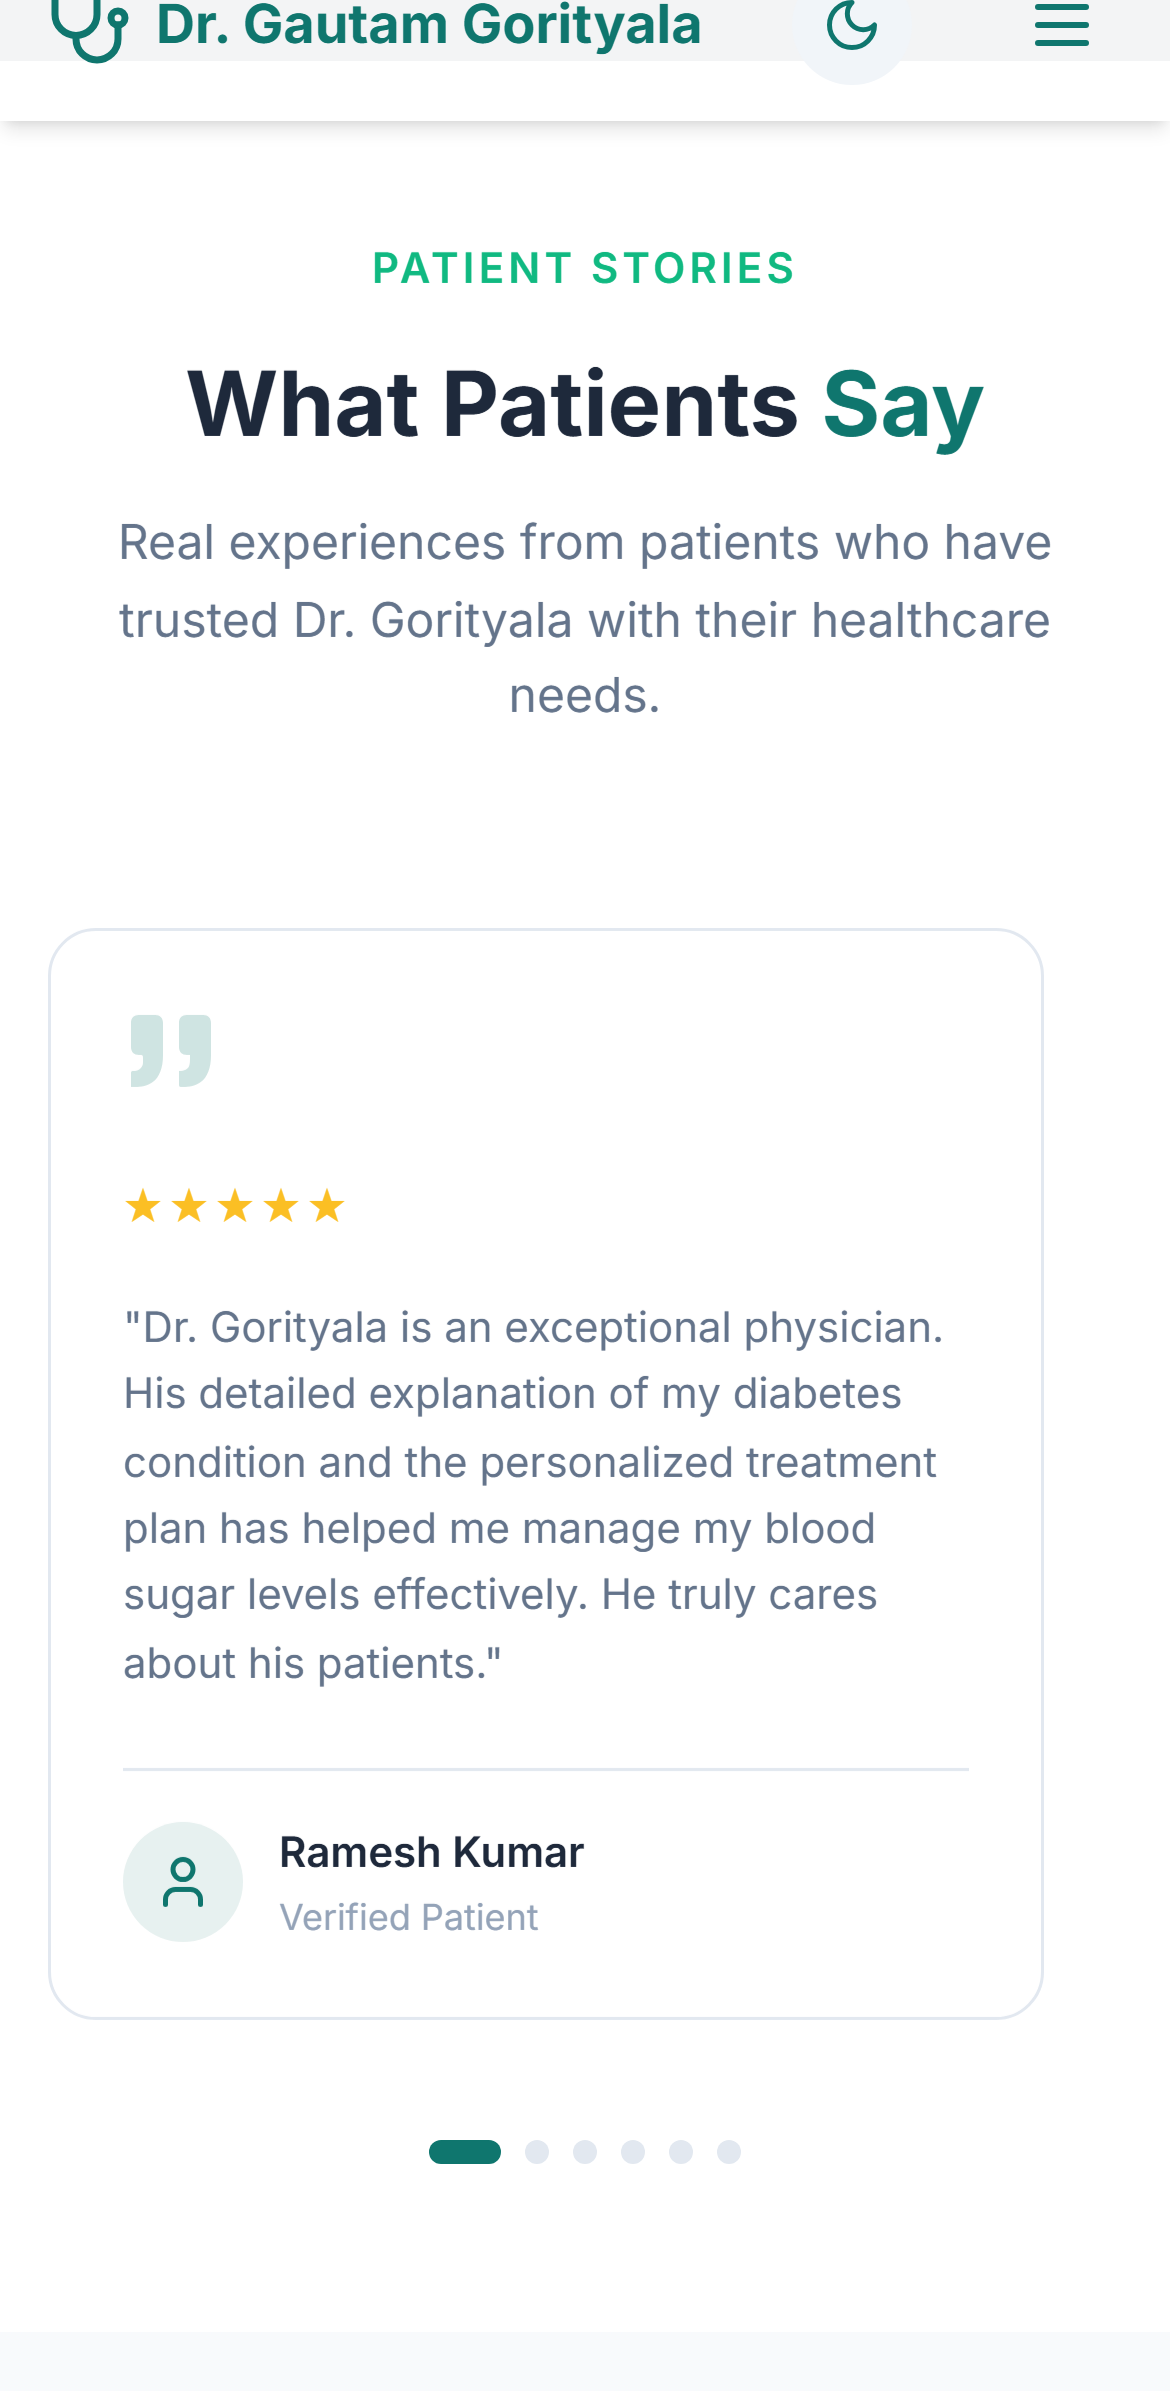 Dr. Gautam Gorityala
PATIENT STORIES
What Patients Say
Real experiences from patients who have
trusted Dr. Gorityala with their healthcare
needs.
"Dr. Gorityala is an exceptional physician.
His detailed explanation of my diabetes
condition and the personalized treatment
plan has helped me manage my blood
sugar levels effectively. He truly cares
about his patients."
Ramesh Kumar
Verified Patient